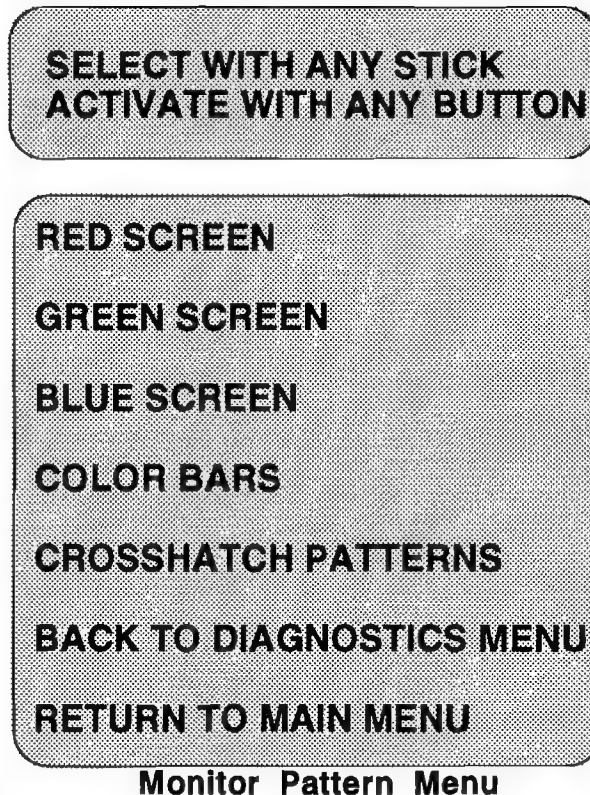 SELECT WITH ANY STICK
ACTIVATE WITH ANY BUTTON
RED SCREEN
GREEN SCREEN
BLUE SCREEN
COLOR BARS
CROSSHATCH PATTERNS
BACK TO DIAGNOSTICS MENU
RETURN TO MAIN MENU
Monitor Pattern Menu